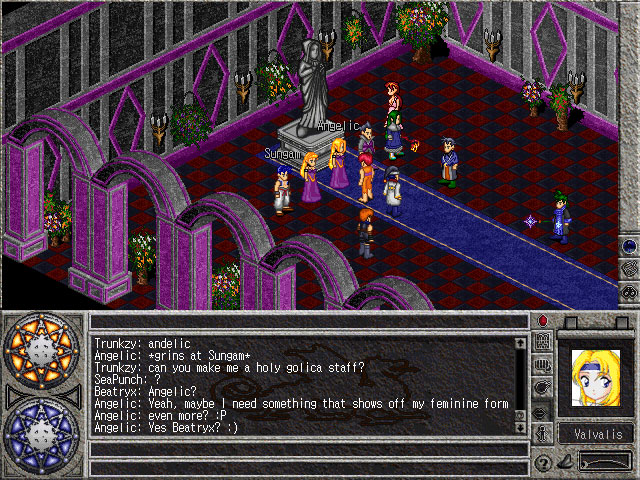 Angelic
Sungam
Trunkzy: andelic
Angelic: *grins at Sungam*
Trunkzy: can you make me a holy golica staff?
SeaPunch: ?
Beatryx: Angelic?
Angelic: Yeah, maybe I need something that shows off my feminine form
Angelic: even more? :P
Angelic: Yes Beatryx? :)
Valvalis
?